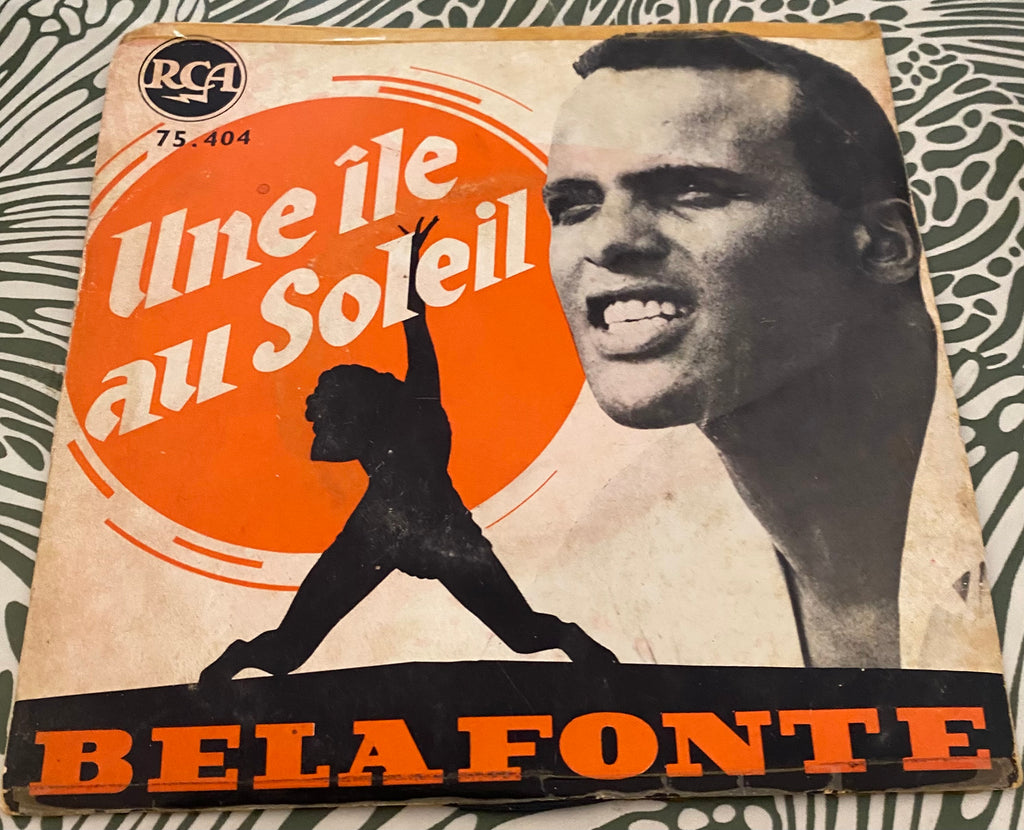 RCA
75.404
Une île
au Soleil
BELAFONTE